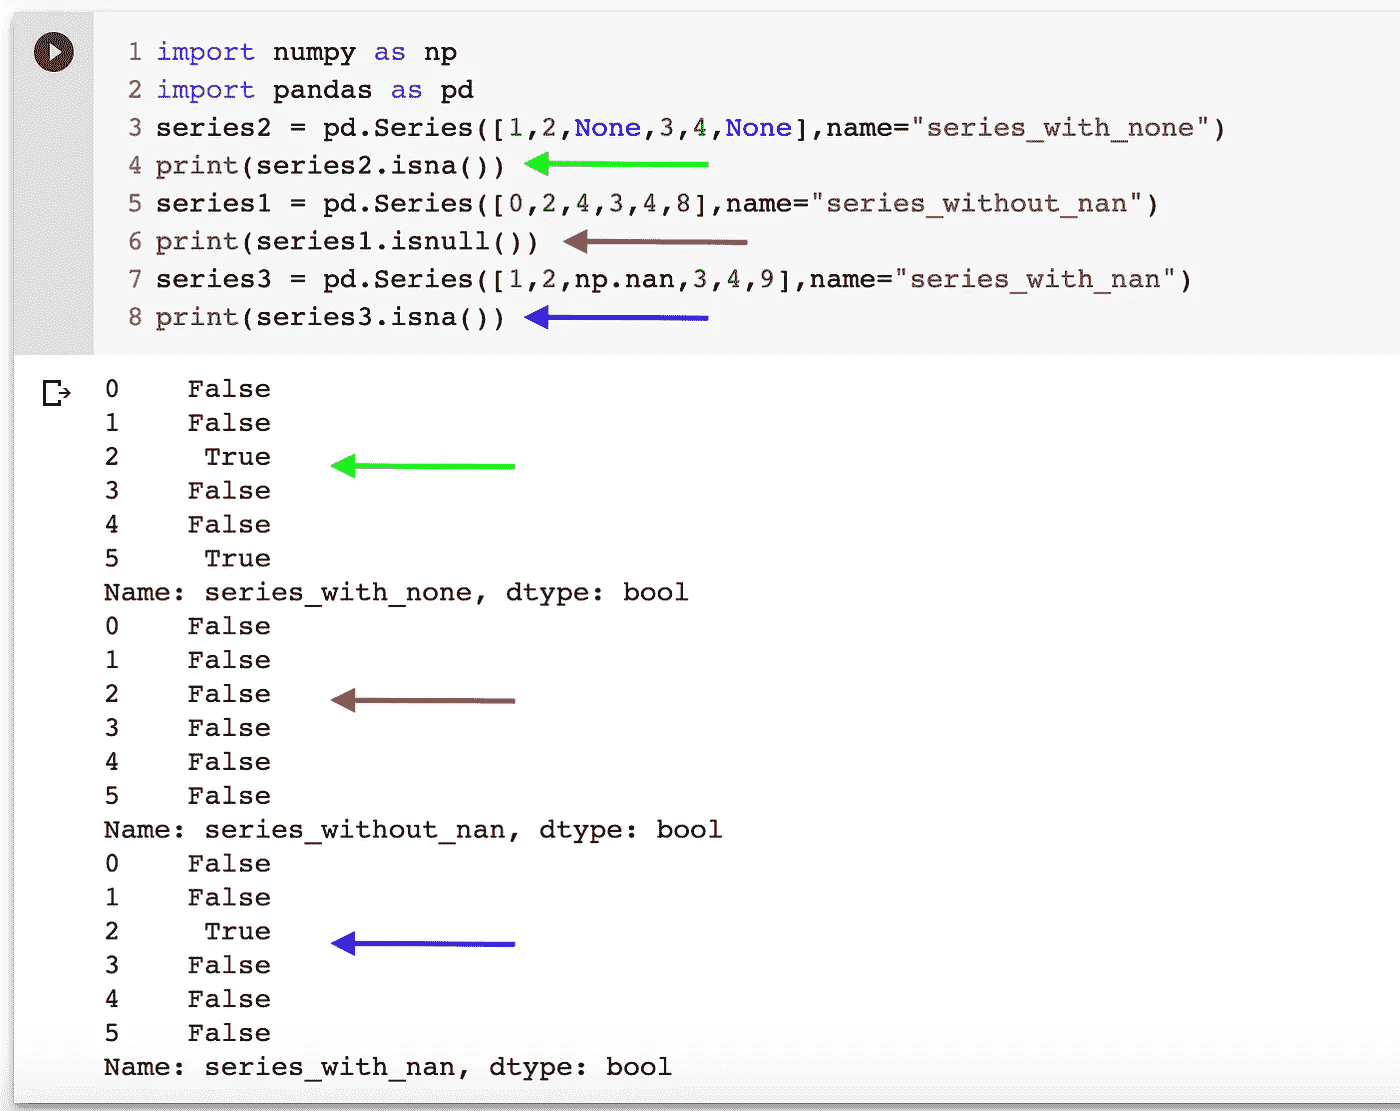 1 import numpy as np
2 import pandas as pd
3 series2 = pd.Series([1,2,None,3,4,None],name="series_with_none")
4 print(series2.isna())
5 series1 = pd.Series([0,2,4,3,4,8],name="series_without_nan")
6 print(series1.isnull())
7 series3 = pd.Series([1,2,np.nan,3,4,9],name="series_with_nan")
8 print(series3.isna())
0    False
1    False
2     True
3    False
4    False
5     True
Name: series_with_none, dtype: bool
0    False
1    False
2    False
3    False
4    False
5    False
Name: series_without_nan, dtype: bool
0    False
1    False
2     True
3    False
4    False
5    False
Name: series_with_nan, dtype: bool